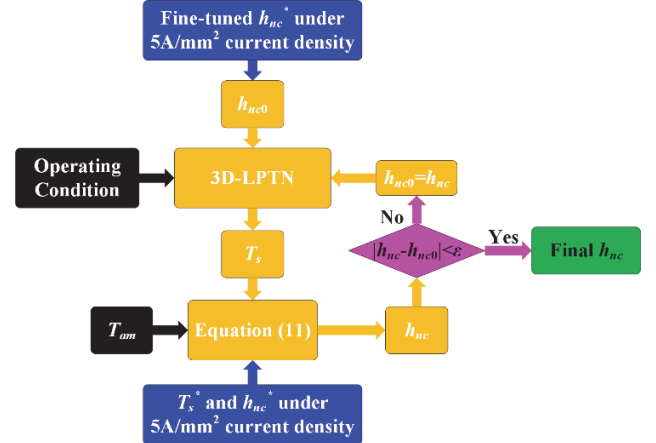 Fine-tuned hₙc* under
5A/mm² current density
hₙc0
Operating
Condition
3D-LPTN
hₙc0=hₙc
No
Yes
|hₙc-hₙc0|<ε
Final hₙc
Tₛ
Tₐₘ
Equation (11)
hₙc
Tₛ* and hₙc* under
5A/mm² current density